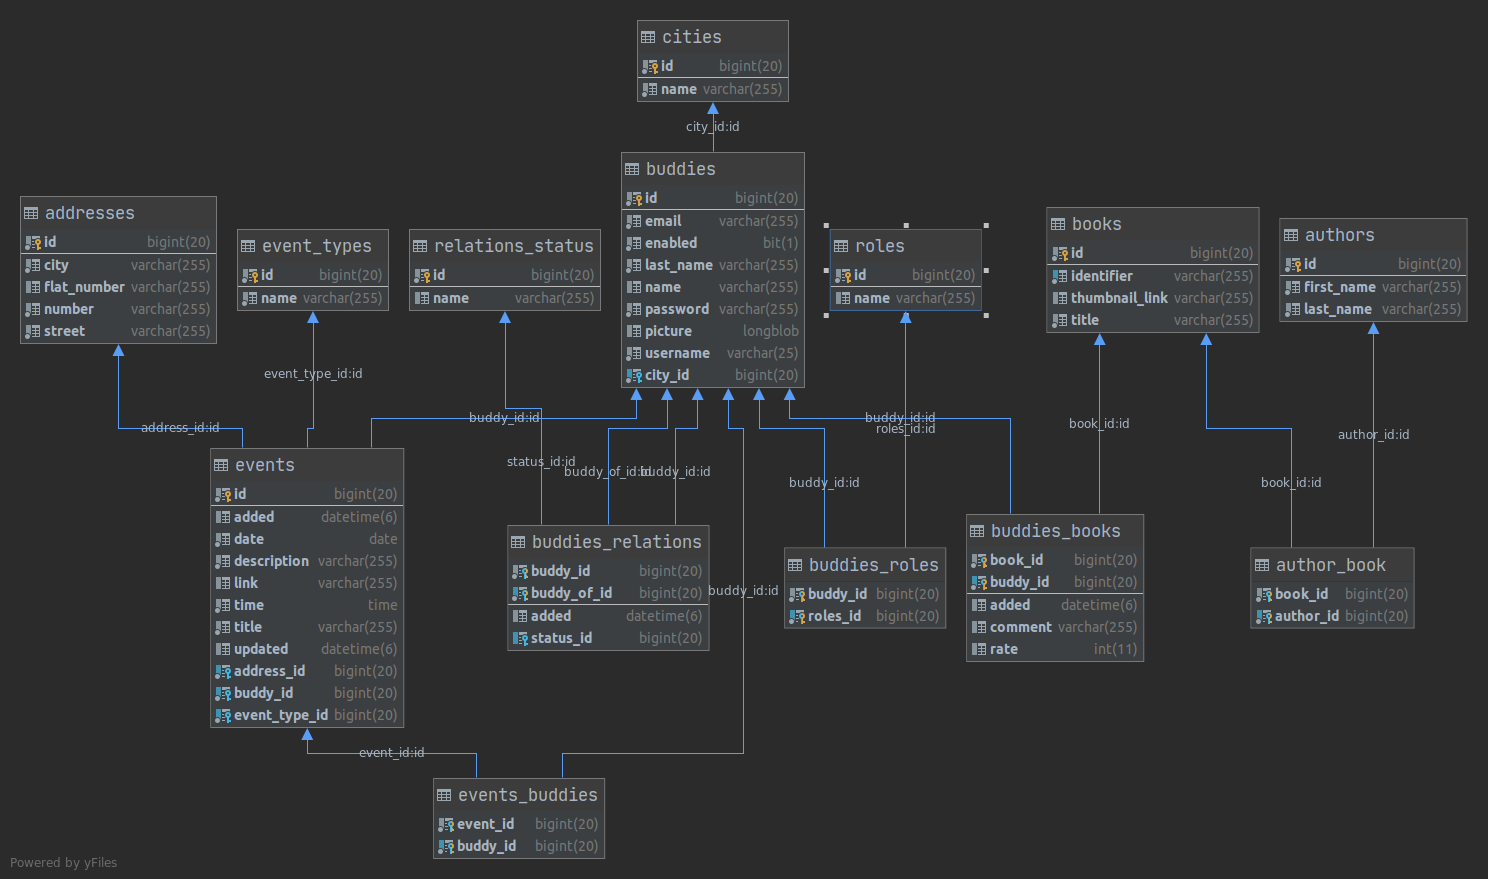 cities
id bigint(20)
name varchar(255)
city_id:id
buddies
id bigint(20)
email varchar(255)
enabled bit(1)
last_name varchar(255)
name varchar(255)
password varchar(255)
picture longblob
username varchar(25)
city_id bigint(20)
addresses
id bigint(20)
city varchar(255)
flat_number varchar(255)
number varchar(255)
street varchar(255)
event_types
id bigint(20)
name varchar(255)
relations_status
id bigint(20)
name varchar(255)
roles
id bigint(20)
name varchar(255)
books
id bigint(20)
identifier varchar(255)
thumbnail_link varchar(255)
title varchar(255)
authors
id bigint(20)
first_name varchar(255)
last_name varchar(255)
event_type_id:id
address_id:id
buddy_id:id
status_id:id
buddy_of_id:id
buddy_id:id
buddy_id:id
buddy_id:id
roles_id:id
book_id:id
author_id:id
book_id:id
events
id bigint(20)
added datetime(6)
date date
description varchar(255)
link varchar(255)
time time
title varchar(255)
updated datetime(6)
address_id bigint(20)
buddy_id bigint(20)
event_type_id bigint(20)
buddies_relations
buddy_id bigint(20)
buddy_of_id bigint(20)
added datetime(6)
status_id bigint(20)
buddy_id:id
buddies_roles
buddy_id bigint(20)
roles_id bigint(20)
buddies_books
book_id bigint(20)
buddy_id bigint(20)
added datetime(6)
comment varchar(255)
rate int(11)
author_book
book_id bigint(20)
author_id bigint(20)
event_id:id
events_buddies
event_id bigint(20)
buddy_id bigint(20)
Powered by yFiles